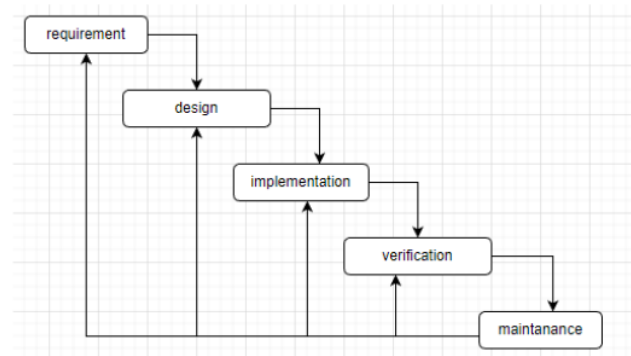 requirement
design
implementation
verification
maintanance